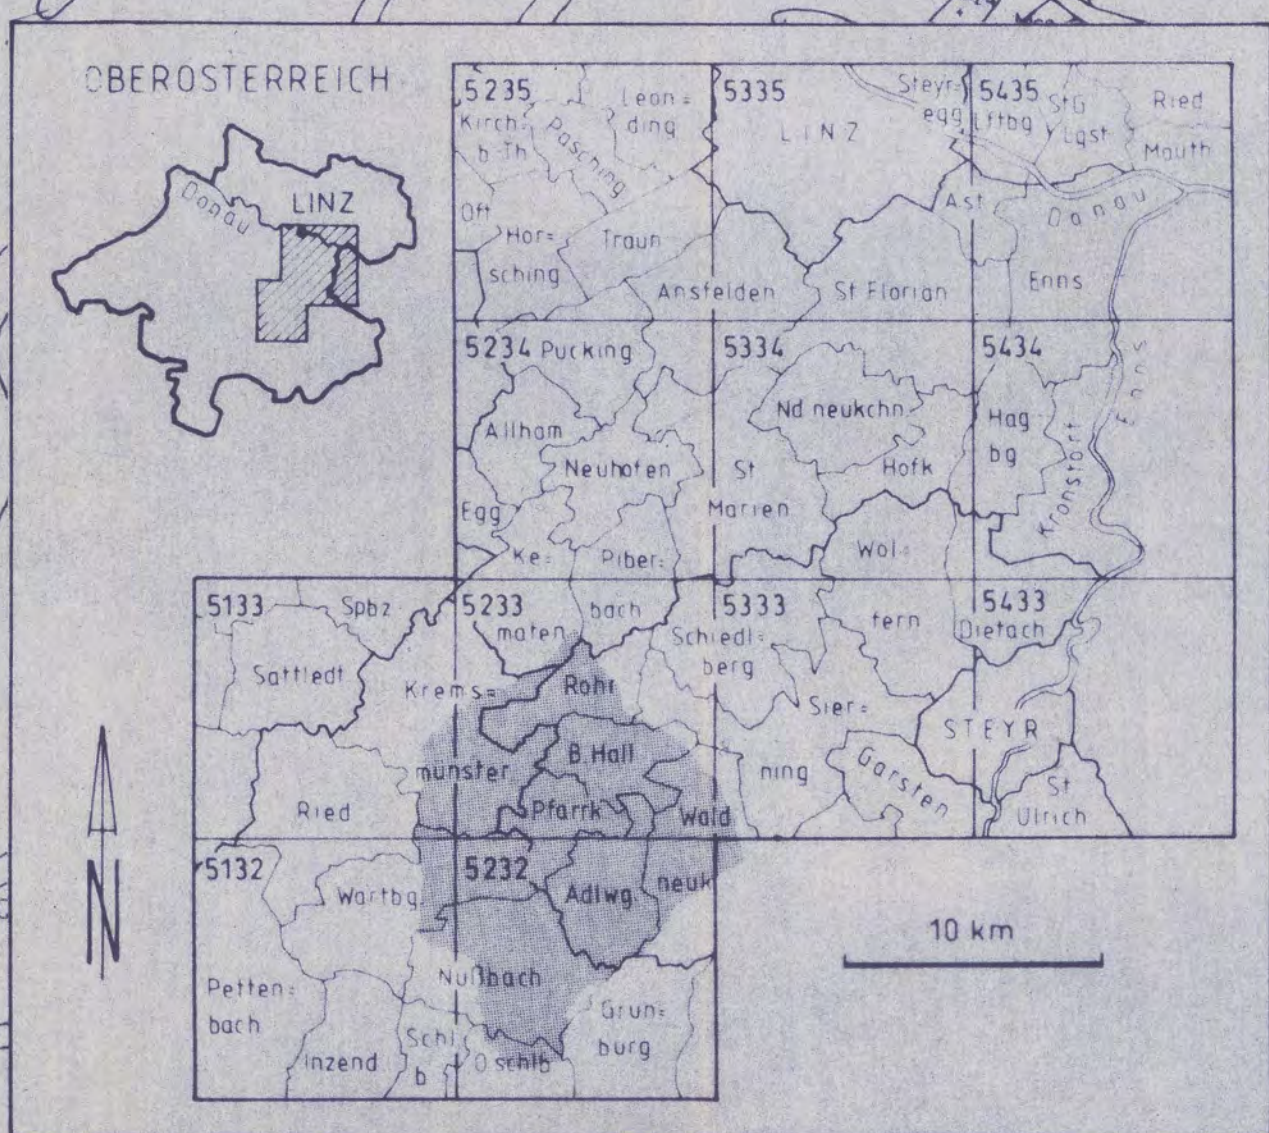 OBERÖSTERREICH
Donau
LINZ
5235
Leon=
ding
Kirch=
b-Th
Pasching
Oft
Hor=
sching
Traun
Ansfelden
5335
LINZ
Steyr=
egg
St Florian
5435
StG
Lftbg
Lgst
Ried
Mauth
Ast
Donau
Enns
5234
Pucking
Allham
Neuhofen
Egg
Ke=
Piber=
5334
Nd neukchn.
St
Marien
Hofk
Wol=
5434
Hag
bg
Kronstorf
Enns
5133
Spbz
Sattledt
Krems=
Ried
5233
maten=
bach
Rohr
münster
B.Hall
Pfarrk
Wald
5333
Schiedl=
berg
tern
Sier=
ning
Garsten
5433
Dietach
STEYR
St
Ulrich
5132
Wartbg.
Petten=
bach
Inzend
Schl
b
5232
Adlwg.
neuk
Nußbach
Grün=
burg
O schlb
N
10 km